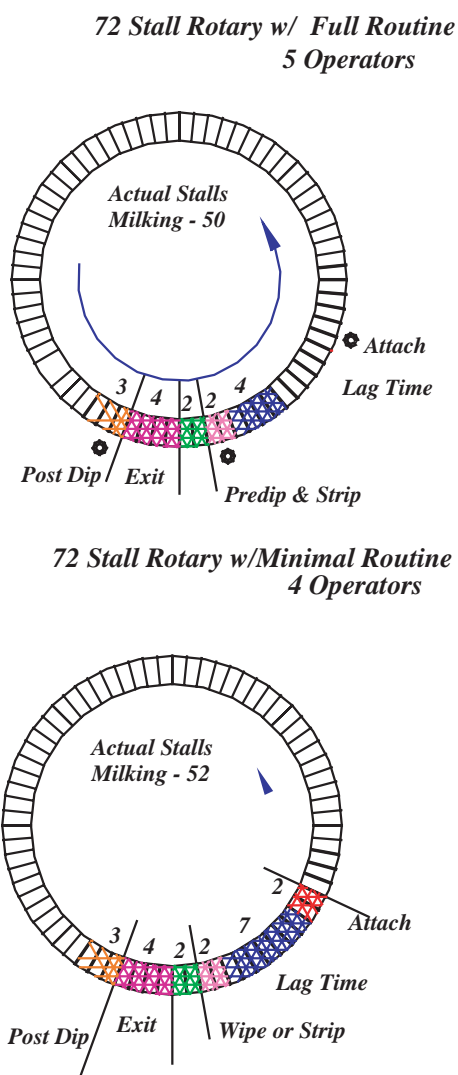 72 Stall Rotary w/ Full Routine
5 Operators
Actual Stalls
Milking - 50
Attach
Lag Time
3
4
2
2
4
Post Dip
Exit
Predip & Strip
72 Stall Rotary w/Minimal Routine
4 Operators
Actual Stalls
Milking - 52
2
Attach
3
4
2
2
7
Lag Time
Post Dip
Exit
Wipe or Strip